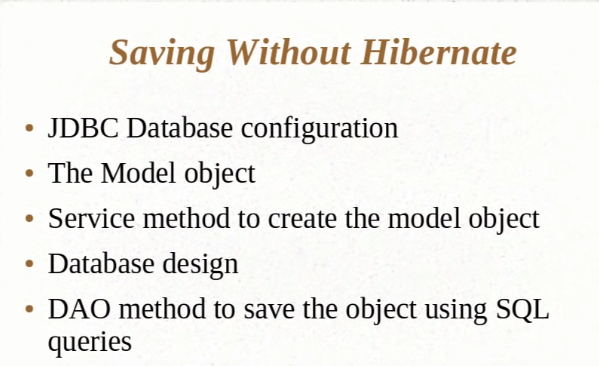 Saving Without Hibernate
• JDBC Database configuration
• The Model object
• Service method to create the model object
• Database design
• DAO method to save the object using SQL
queries